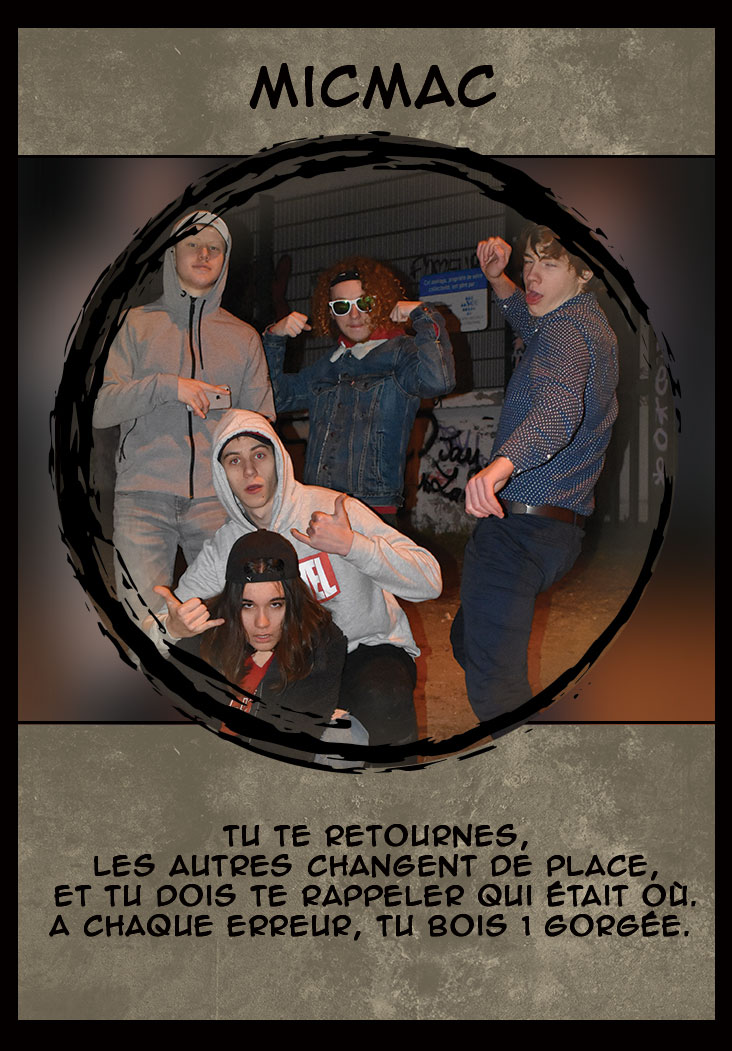 MICMAC
VEL
TU TE RETOURNES,
LES AUTRES CHANGENT DE PLACE,
ET TU DOIS TE RAPPELER QUI ÉTAIT OÙ.
A CHAQUE ERREUR, TU BOIS 1 GORGÉE.